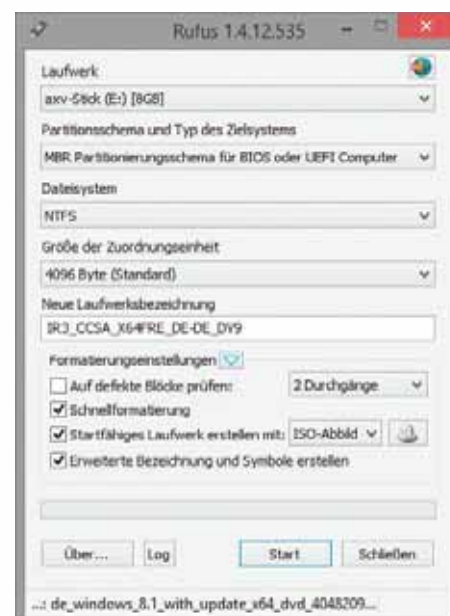 Rufus 1.4.12.535
Laufwerk
axv-Stick (E:) [8GB]
Partitionsschema und Typ des Zielsystems
MBR Partitionierungsschema für BIOS oder UEFI Computer
Dateisystem
NTFS
Größe der Zuordnungseinheit
4096 Byte (Standard)
Neue Laufwerksbezeichnung
IR3_CCSA_X64FRE_DE-DE_DV9
Formatierungseinstellungen
Auf defekte Blöcke prüfen: 2 Durchgänge
Schnellformatierung
Startfähiges Laufwerk erstellen mit: ISO-Abbild
Erweiterte Bezeichnung und Symbole erstellen
Über... Log Start Schließen
...: de_windows_8.1_with_update_x64_dvd_4048209...